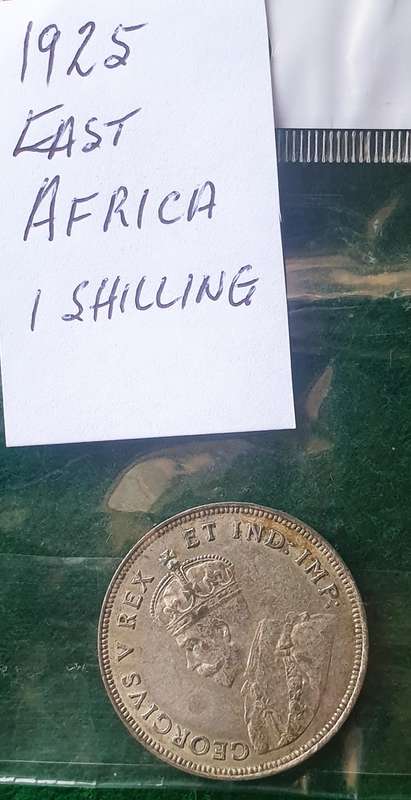 1925
EAST
AFRICA
1 SHILLING
GEORGIVS V REX ET IND: IMP: